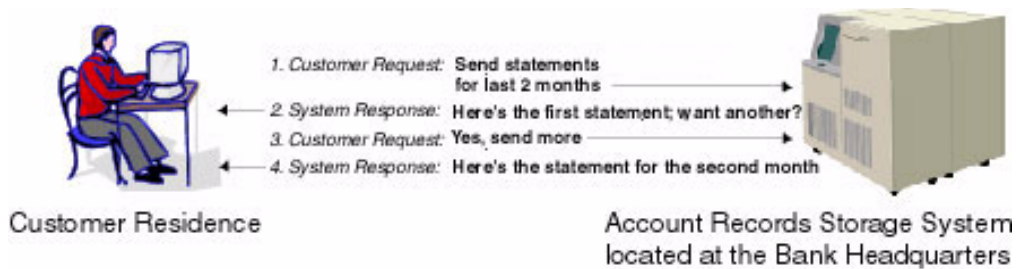 1. Customer Request: Send statements
for last 2 months
2. System Response: Here's the first statement; want another?
3. Customer Request: Yes, send more
4. System Response: Here's the statement for the second month
Customer Residence
Account Records Storage System
located at the Bank Headquarters